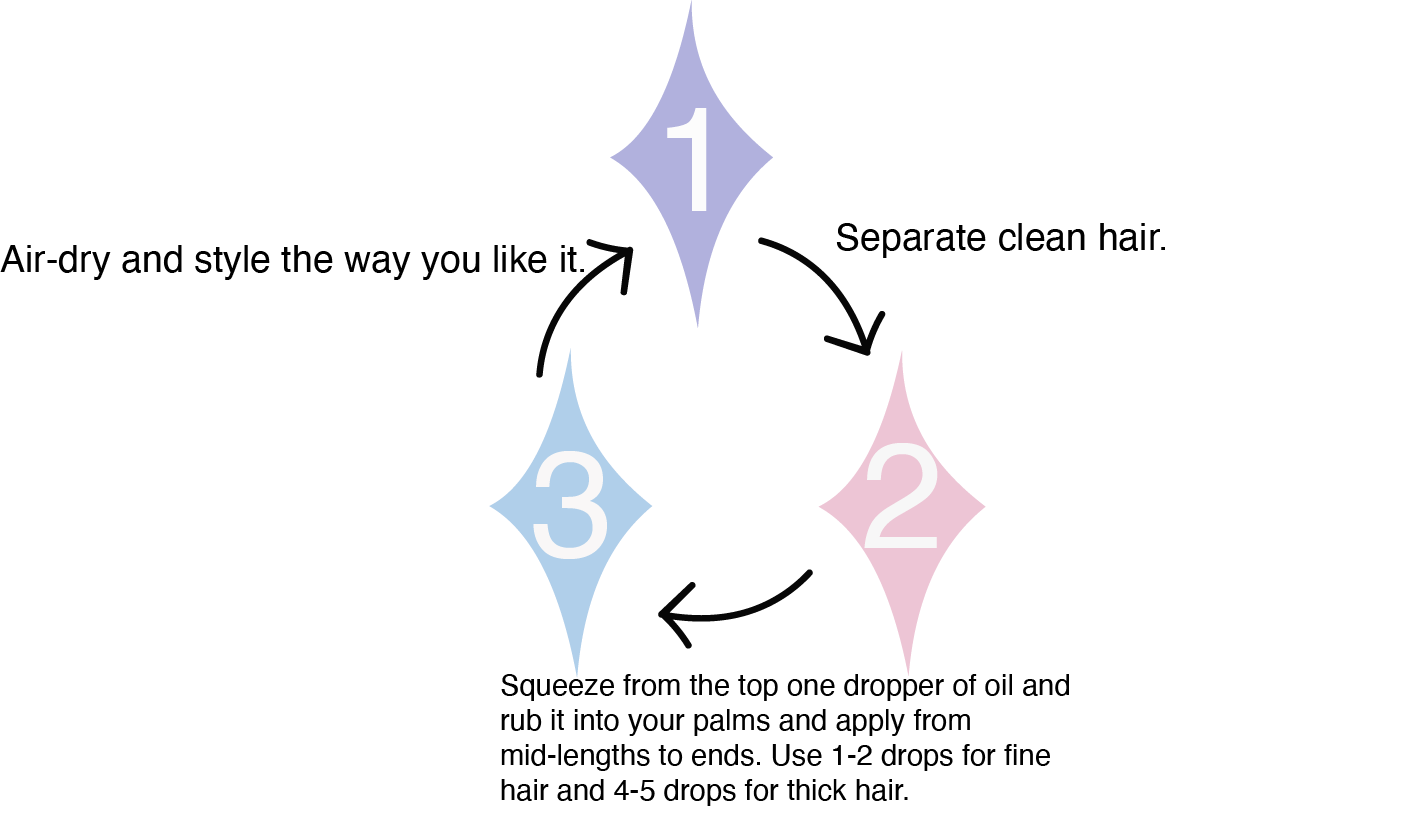 1
Separate clean hair.
Air-dry and style the way you like it.
2
3
Squeeze from the top one dropper of oil and
rub it into your palms and apply from
mid-lengths to ends. Use 1-2 drops for fine
hair and 4-5 drops for thick hair.